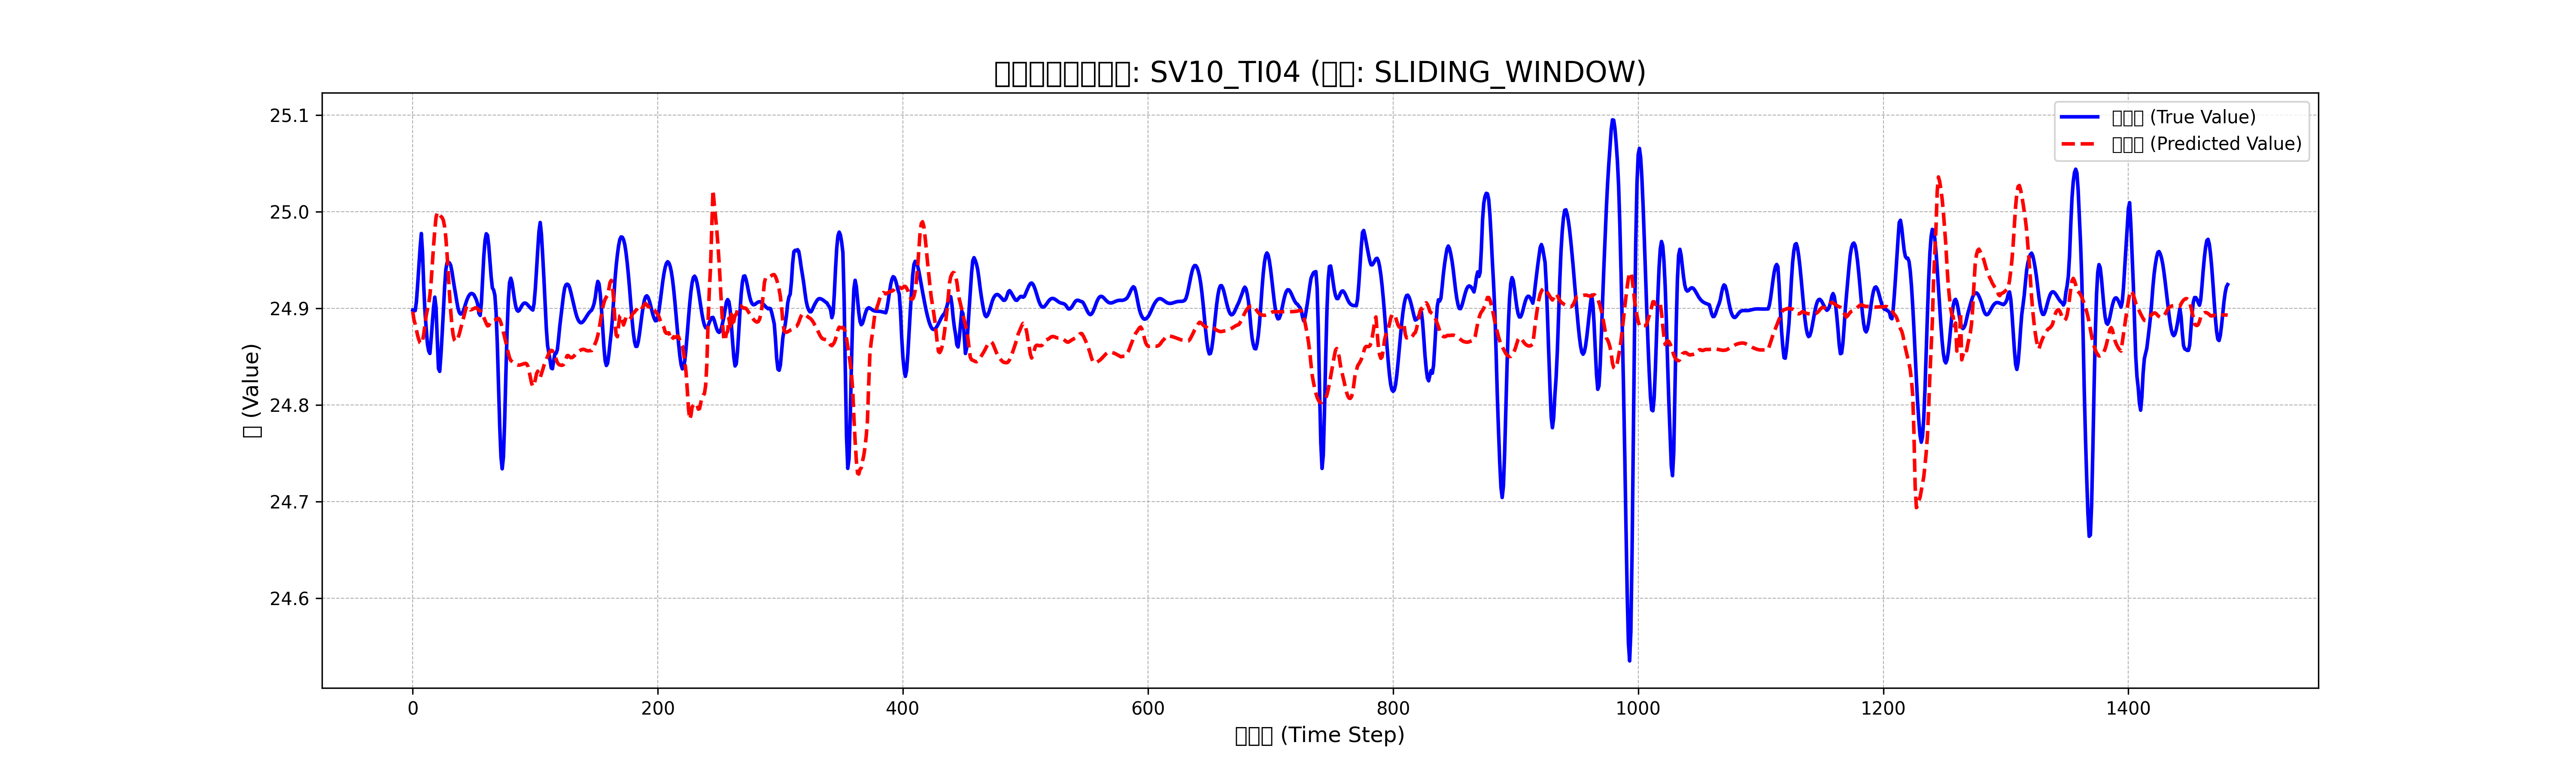 □□□□□□□□: SV10_TI04 (□□: SLIDING_WINDOW)
□□□ (True Value)
□□□ (Predicted Value)
□ (Value)
25.1
25.0
24.9
24.8
24.7
24.6
0 200 400 600 800 1000 1200 1400
□□□ (Time Step)